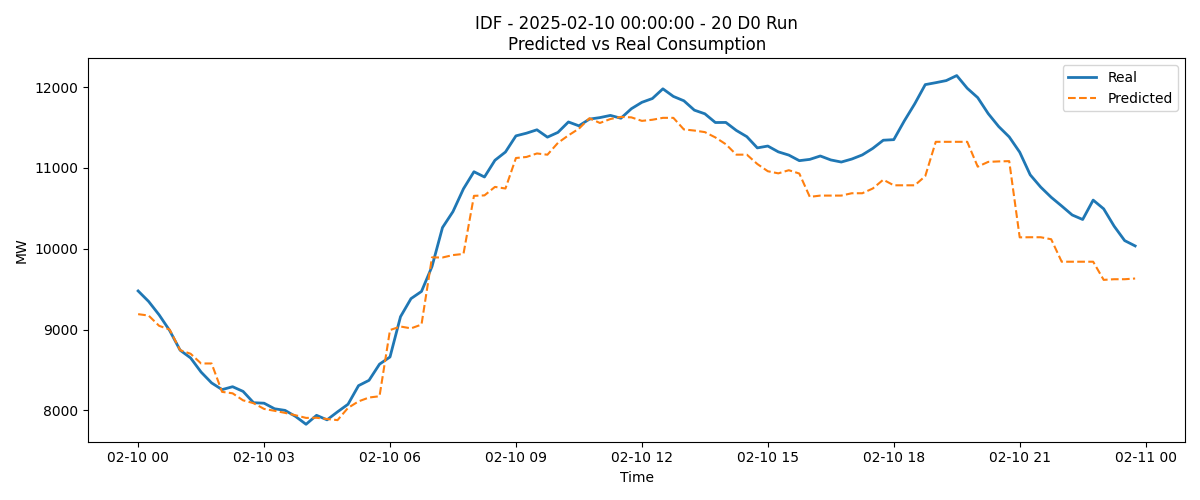 IDF - 2025-02-10 00:00:00 - 20 D0 Run
Predicted vs Real Consumption
Real
Predicted
MW
12000
11000
10000
9000
8000
02-10 00
02-10 03
02-10 06
02-10 09
02-10 12
02-10 15
02-10 18
02-10 21
02-11 00
Time